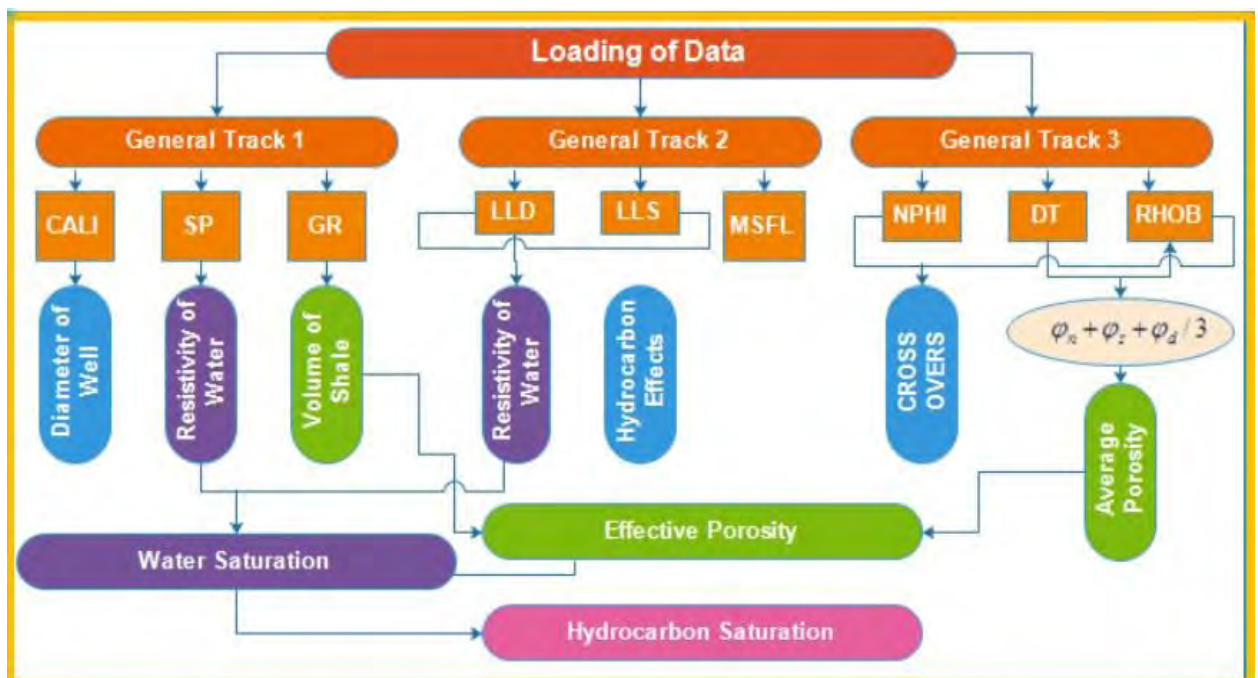 Loading of Data
General Track 1
General Track 2
General Track 3
CALI
SP
GR
LLD
LLS
MSFL
NPHI
DT
RHOB
Diameter of
Well
Resistivity of
Water
Volume of
Shale
Resistivity of
Water
Hydrocarbon
Effects
CROSS
OVERS
φn + φz + φd / 3
Average
Porosity
Effective Porosity
Water Saturation
Hydrocarbon Saturation